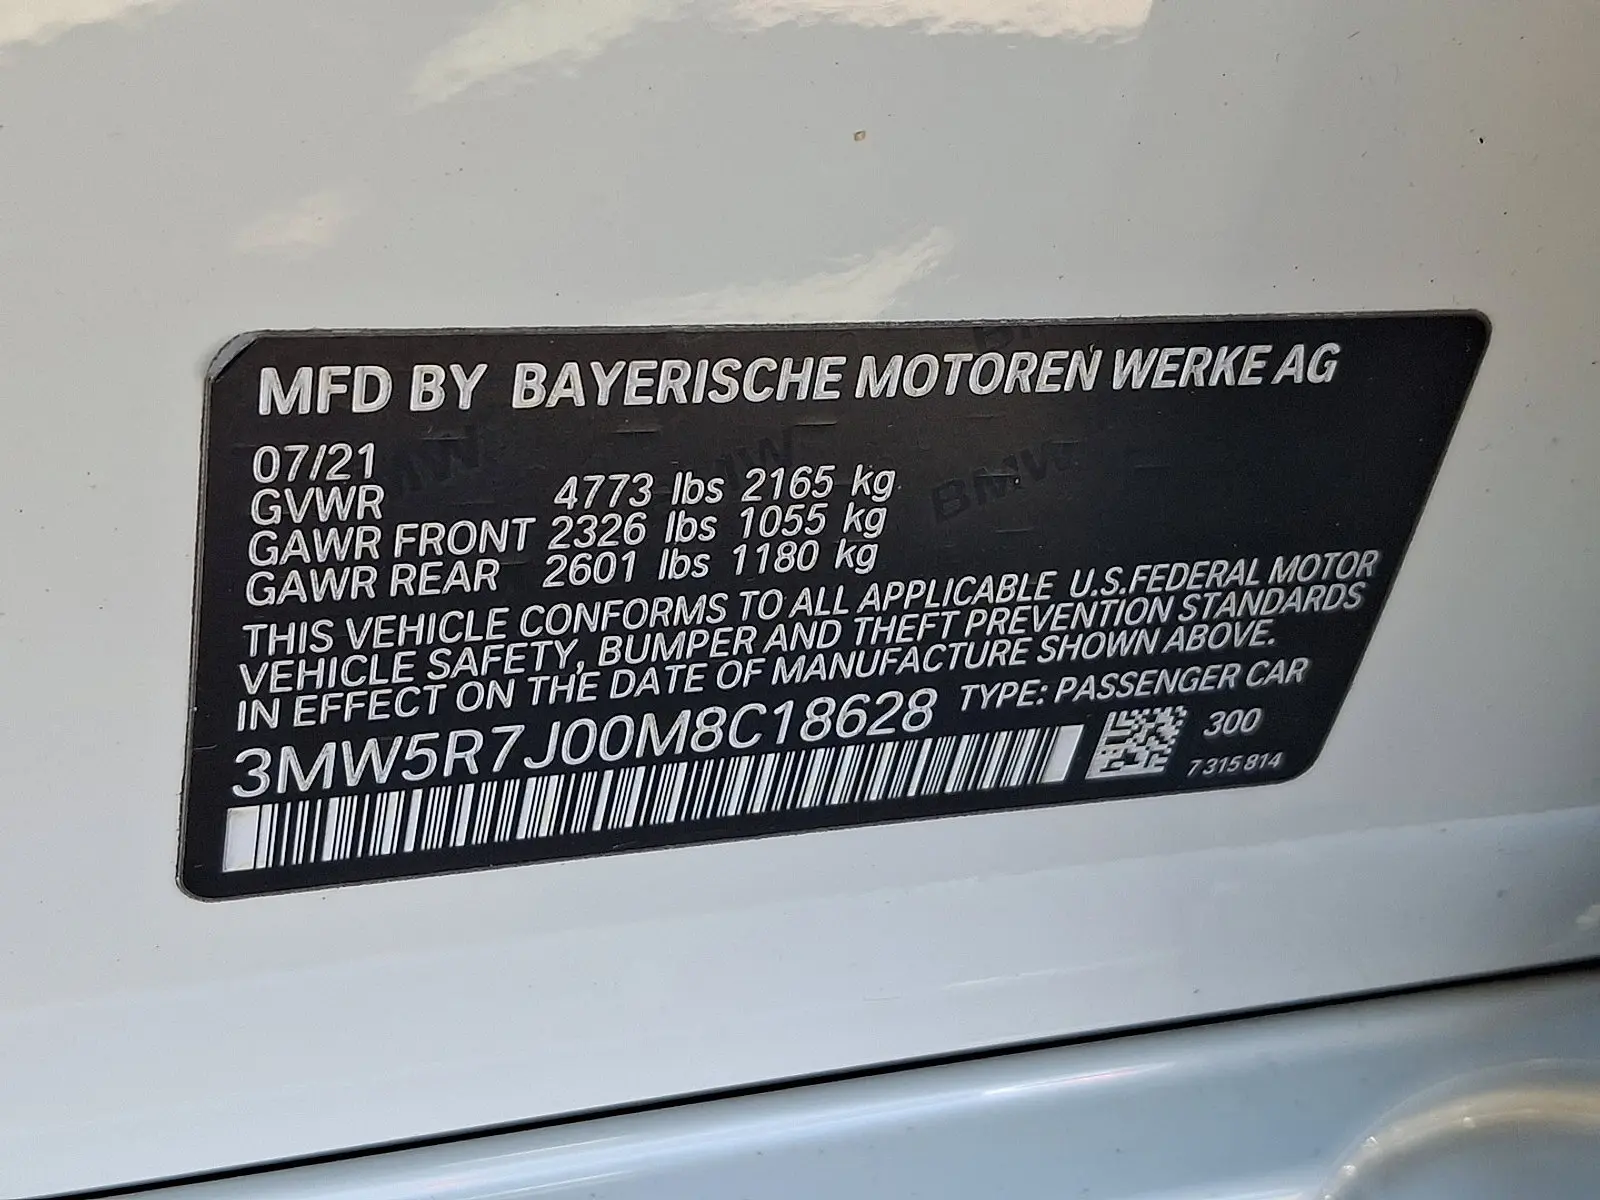 MFD BY BAYERISCHE MOTOREN WERKE AG
07/21
GVWR 4773 lbs 2165 kg
GAWR FRONT 2326 lbs 1055 kg
GAWR REAR 2601 lbs 1180 kg
THIS VEHICLE CONFORMS TO ALL APPLICABLE U.S.FEDERAL MOTOR
VEHICLE SAFETY, BUMPER AND THEFT PREVENTION STANDARDS
IN EFFECT ON THE DATE OF MANUFACTURE SHOWN ABOVE.
3MW5R7J00M8C18628 TYPE: PASSENGER CAR
300
7 315 814
BMW
BMW
BMW